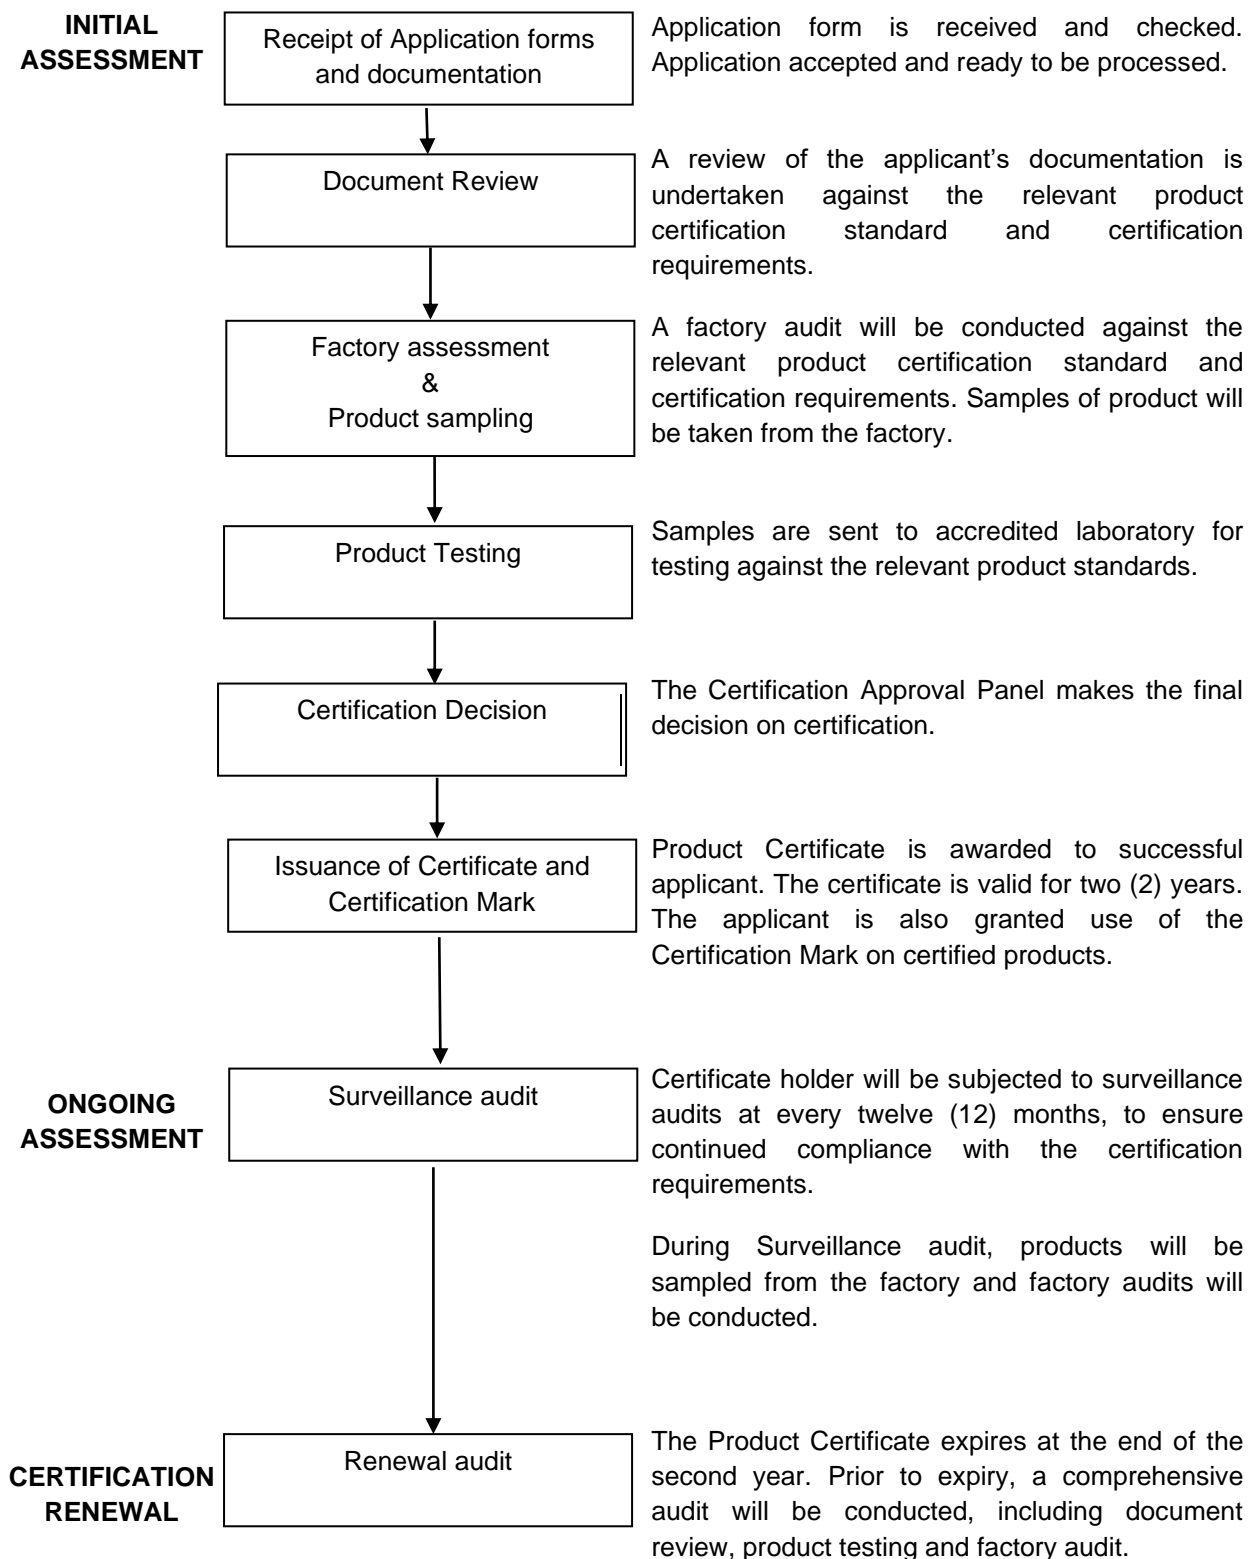 INITIAL
ASSESSMENT
Receipt of Application forms
and documentation
Application form is received and checked.
Application accepted and ready to be processed.
Document Review
A review of the applicant’s documentation is
undertaken against the relevant product
certification standard and certification
requirements.
Factory assessment
&
Product sampling
A factory audit will be conducted against the
relevant product certification standard and
certification requirements. Samples of product will
be taken from the factory.
Product Testing
Samples are sent to accredited laboratory for
testing against the relevant product standards.
Certification Decision
The Certification Approval Panel makes the final
decision on certification.
Issuance of Certificate and
Certification Mark
Product Certificate is awarded to successful
applicant. The certificate is valid for two (2) years.
The applicant is also granted use of the
Certification Mark on certified products.
ONGOING
ASSESSMENT
Surveillance audit
Certificate holder will be subjected to surveillance
audits at every twelve (12) months, to ensure
continued compliance with the certification
requirements.
During Surveillance audit, products will be
sampled from the factory and factory audits will
be conducted.
CERTIFICATION
RENEWAL
Renewal audit
The Product Certificate expires at the end of the
second year. Prior to expiry, a comprehensive
audit will be conducted, including document
review, product testing and factory audit.